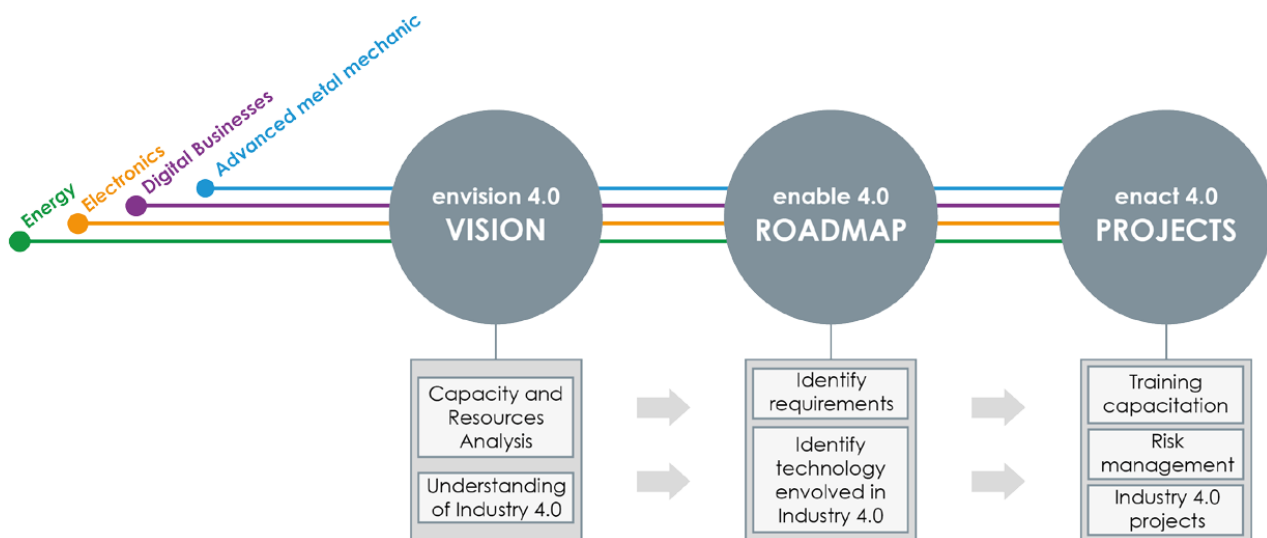 Energy
Electronics
Digital Businesses
Advanced metal mechanic
envision 4.0
VISION
enable 4.0
ROADMAP
enact 4.0
PROJECTS
Capacity and
Resources
Analysis
Understanding
of Industry 4.0
Identify
requirements
Identify
technology
envolved in
Industry 4.0
Training
capacitation
Risk
management
Industry 4.0
projects